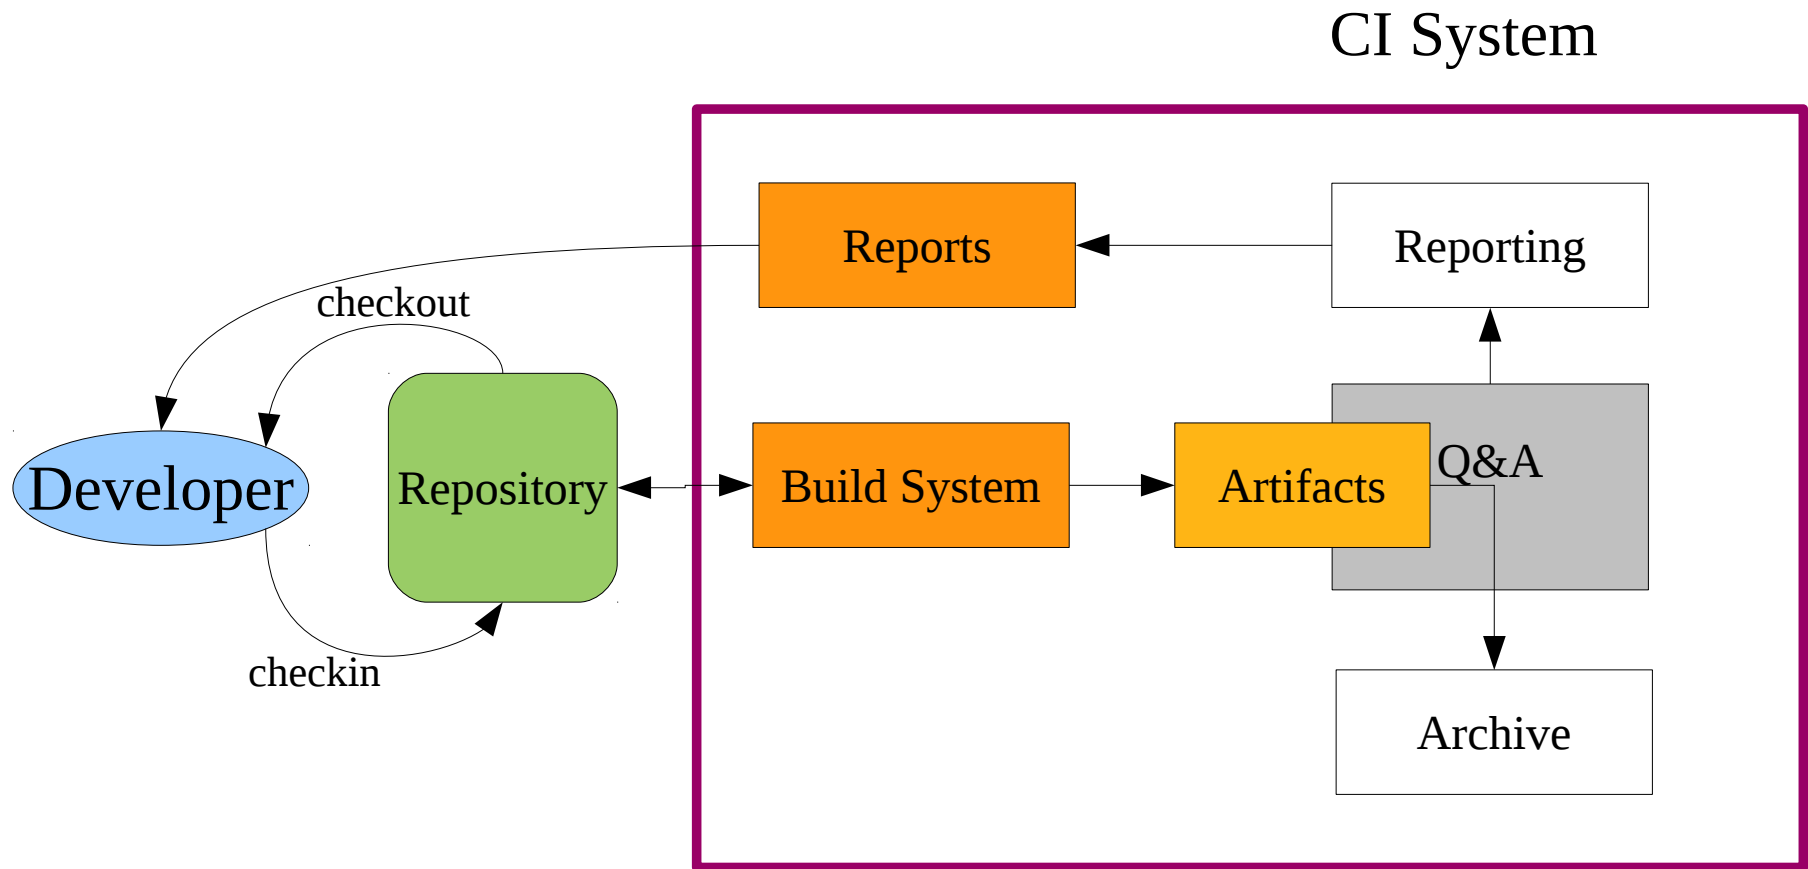 CI System
Reports
Reporting
checkout
Developer
Repository
Build System
Artifacts
Q&A
checkin
Archive